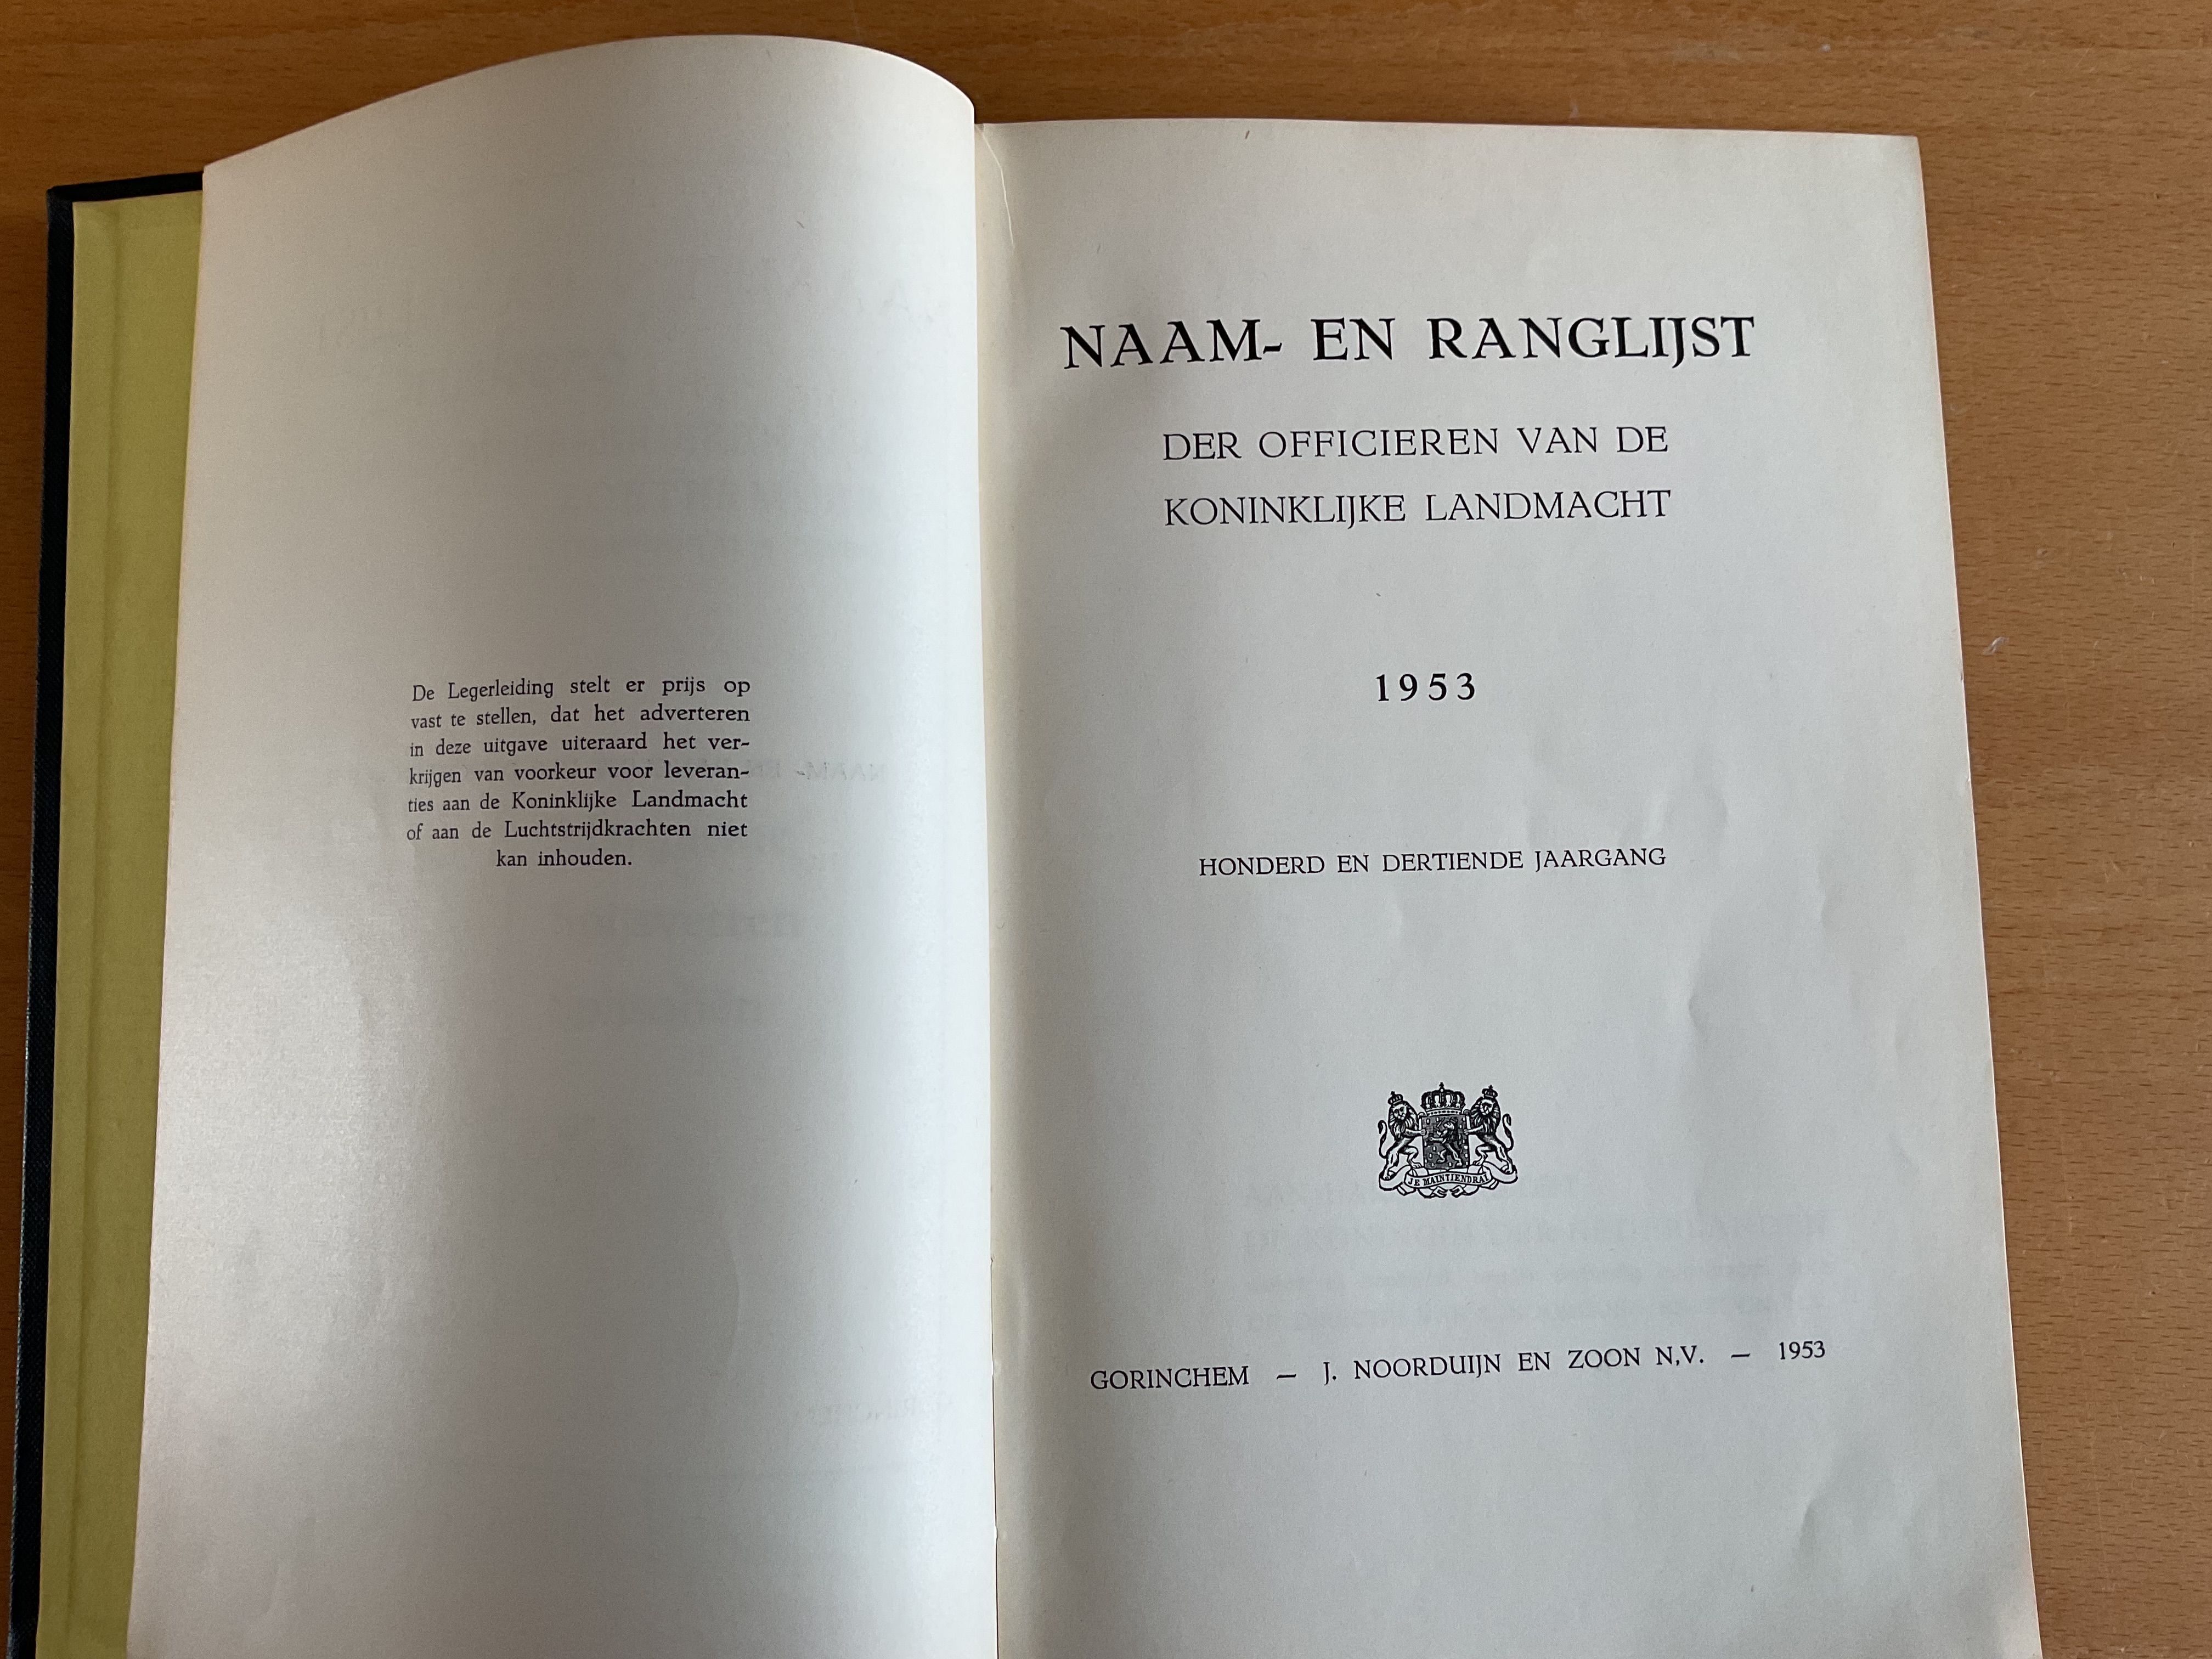 De Legerleiding stelt er prijs op
vast te stellen, dat het adverteren
in deze uitgave uiteraard het ver-
krijgen van voorkeur voor leveran-
ties aan de Koninklijke Landmacht
of aan de Luchtstrijdkrachten niet
kan inhouden.
NAAM- EN RANGLIJST
DER OFFICIEREN VAN DE
KONINKLIJKE LANDMACHT
1953
HONDERD EN DERTIENDE JAARGANG
JE MAINTIENDRAI
GORINCHEM — J. NOORDUIJN EN ZOON N.V. — 1953